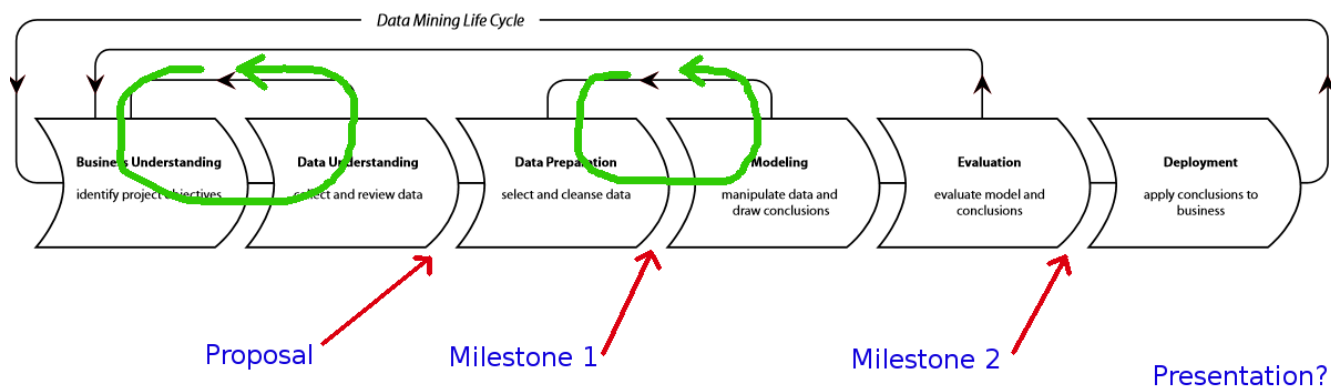 Data Mining Life Cycle
Business Understanding
identify project objectives
Data Understanding
collect and review data
Data Preparation
select and cleanse data
Modeling
manipulate data and
draw conclusions
Evaluation
evaluate model and
conclusions
Deployment
apply conclusions to
business
Proposal
Milestone 1
Milestone 2
Presentation?